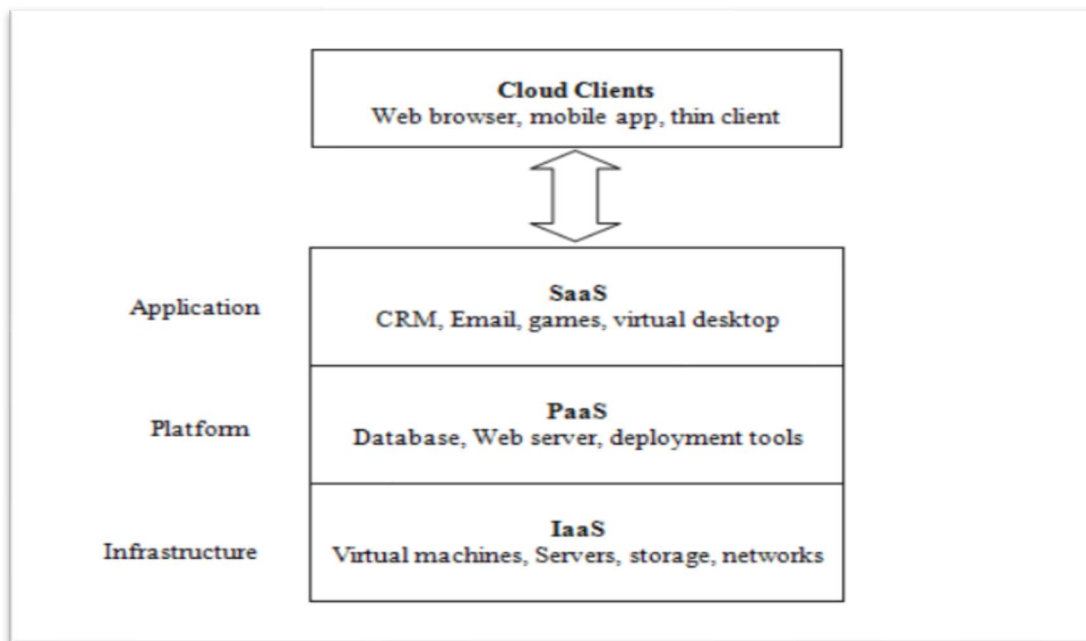 Cloud Clients
Web browser, mobile app, thin client
Application
SaaS
CRM, Email, games, virtual desktop
Platform
PaaS
Database, Web server, deployment tools
Infrastructure
IaaS
Virtual machines, Servers, storage, networks